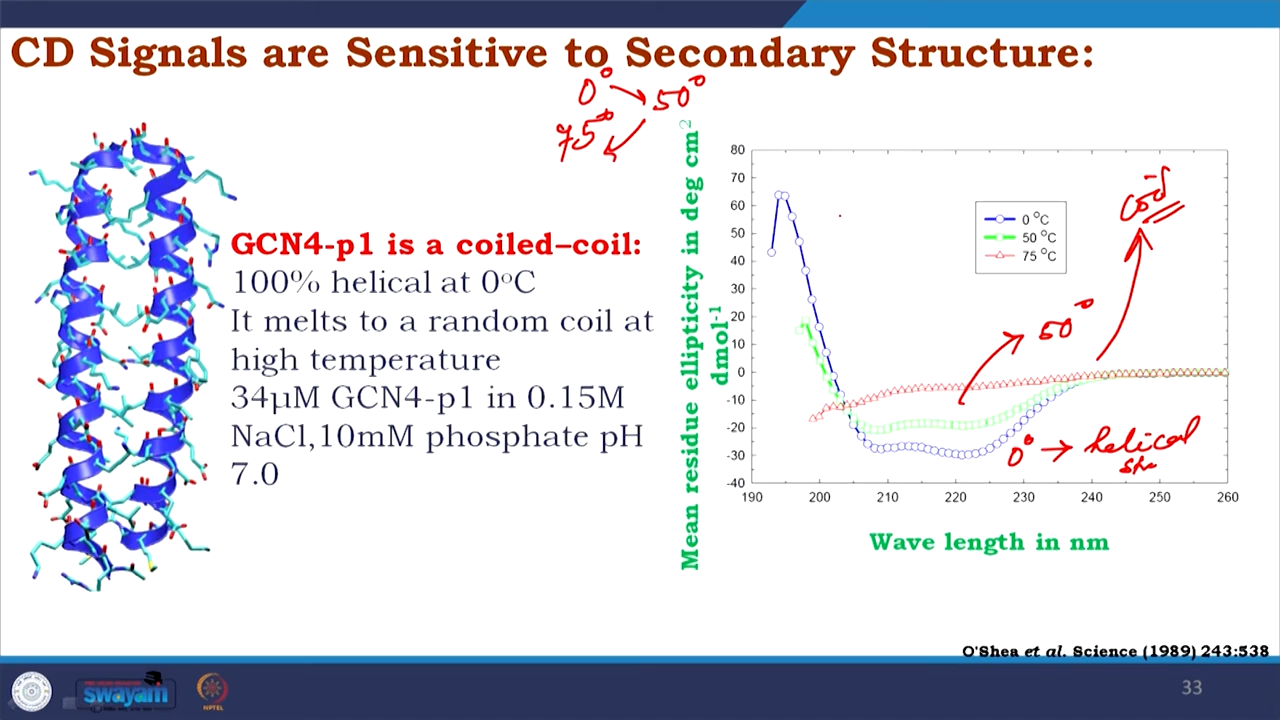 CD Signals are Sensitive to Secondary Structure:
0° → 50°
75°
GCN4-p1 is a coiled–coil:
100% helical at 0°C
It melts to a random coil at
high temperature
34μM GCN4-p1 in 0.15M
NaCl,10mM phosphate pH
7.0
Mean residue ellipticity in deg cm²
dmol⁻¹
80
70
60
50
40
30
20
10
0
-10
-20
-30
-40
190 200 210 220 230 240 250 260
0 °C
50 °C
75 °C
coil
50°
0° → helical
Wave length in nm
O'Shea et al. Science (1989) 243:538
swayam
NPTEL
33